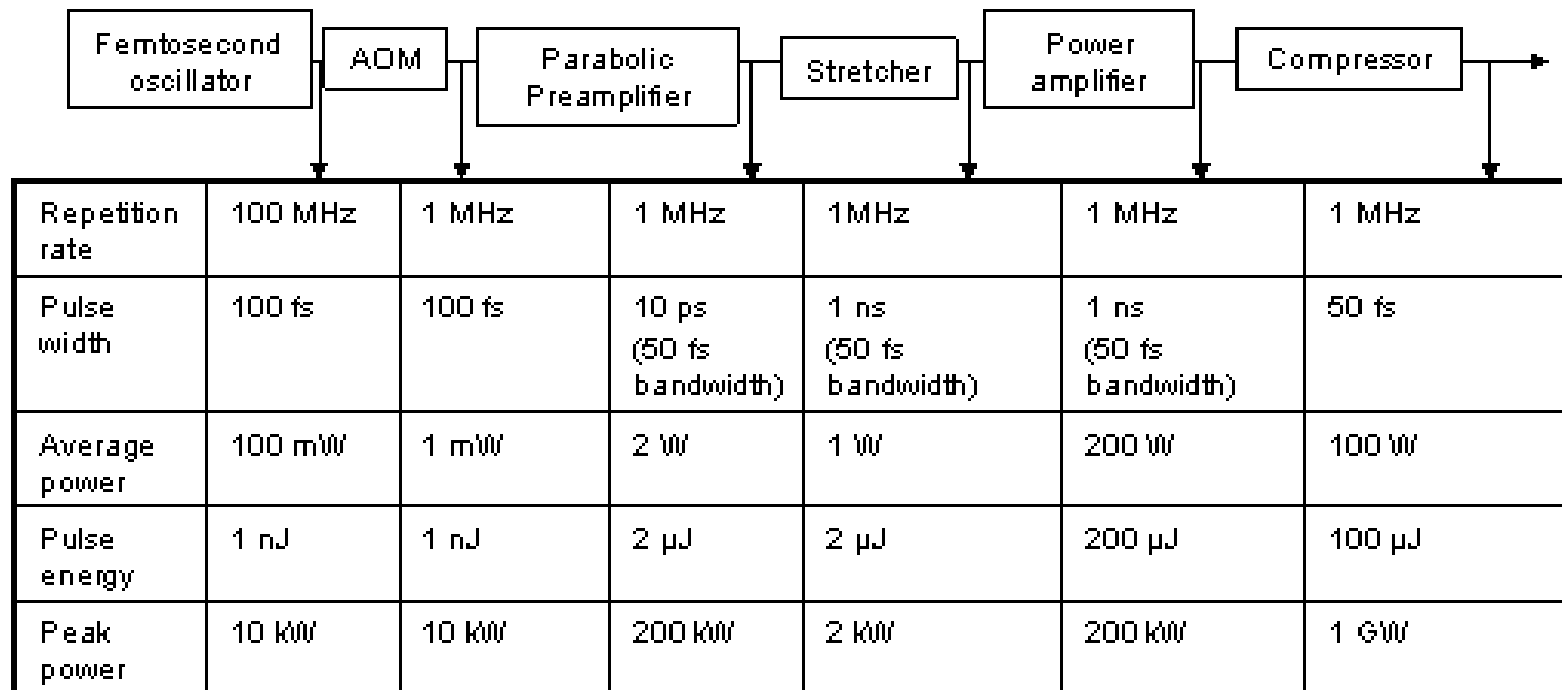 Femtosecond
oscillator
AOM
Parabolic
Preamplifier
Stretcher
Power
amplifier
Compressor
Repetition
rate
100 MHz
1 MHz
1 MHz
1MHz
1 MHz
1 MHz
Pulse
width
100 fs
100 fs
10 ps
(50 fs
bandwidth)
1 ns
(50 fs
bandwidth)
1 ns
(50 fs
bandwidth)
50 fs
Average
power
100 mW
1 mW
2 W
1 W
200 W
100 W
Pulse
energy
1 nJ
1 nJ
2 µJ
2 µJ
200 µJ
100 µJ
Peak
power
10 kW
10 kW
200 kW
2 kW
200 kW
1 GW